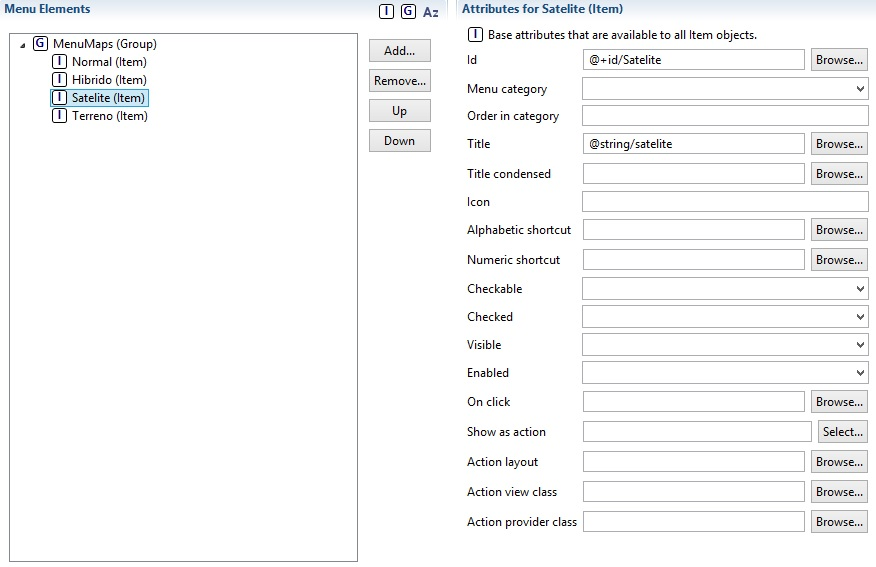 Menu Elements
I G Az
G MenuMaps (Group)
I Normal (Item)
I Hibrido (Item)
I Satelite (Item)
I Terreno (Item)
Add...
Remove...
Up
Down
Attributes for Satelite (Item)
I Base attributes that are available to all Item objects.
Id @+id/Satelite Browse...
Menu category
Order in category
Title @string/satelite Browse...
Title condensed Browse...
Icon
Alphabetic shortcut Browse...
Numeric shortcut Browse...
Checkable
Checked
Visible
Enabled
On click Browse...
Show as action Select...
Action layout Browse...
Action view class Browse...
Action provider class Browse...